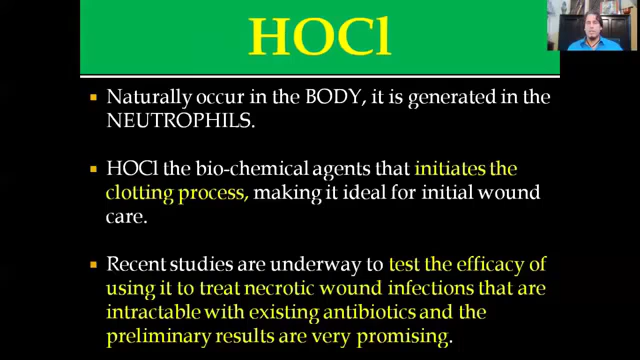 HOCl
Naturally occur in the BODY, it is generated in the
NEUTROPHILS.
HOCl the bio-chemical agents that initiates the
clotting process, making it ideal for initial wound
care.
Recent studies are underway to test the efficacy of
using it to treat necrotic wound infections that are
intractable with existing antibiotics and the
preliminary results are very promising.